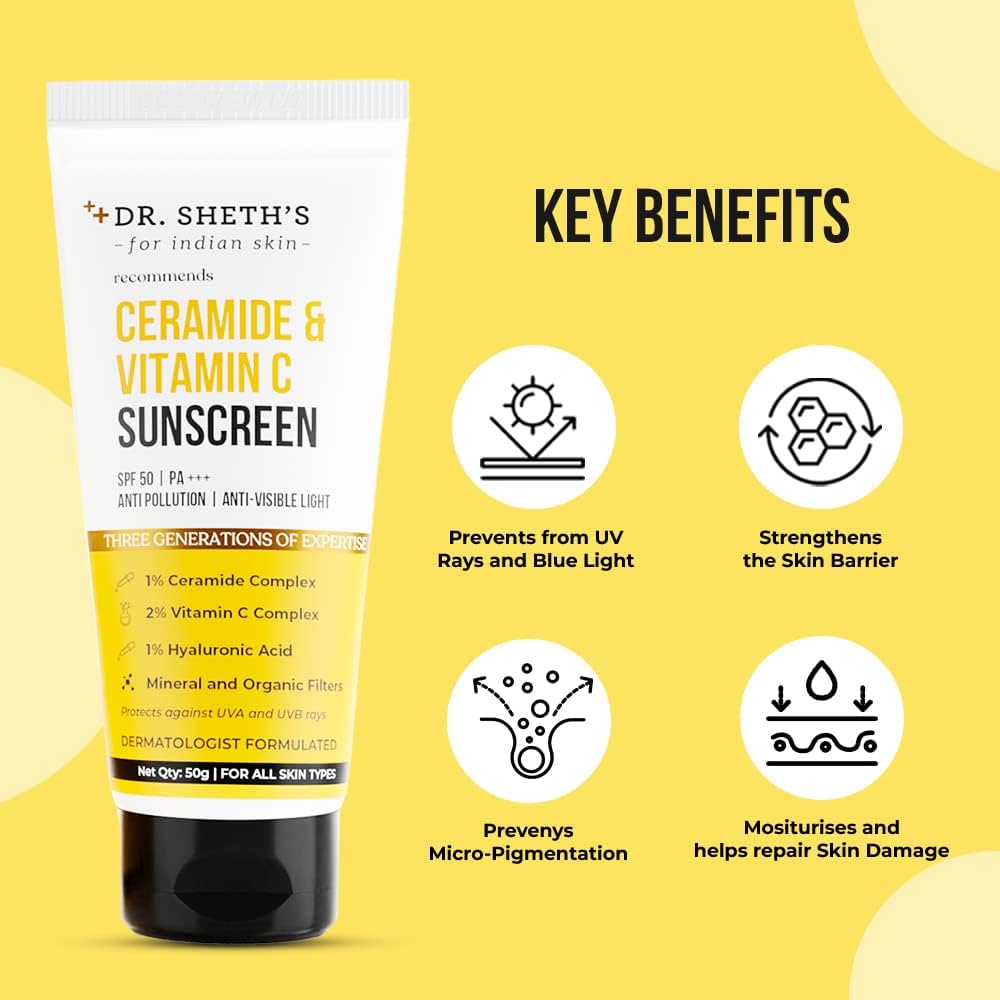 DR. SHETH'S
- for indian skin -
recommends
CERAMIDE &
VITAMIN C
SUNSCREEN
SPF 50 | PA +++
ANTI POLLUTION | ANTI-VISIBLE LIGHT
THREE GENERATIONS OF EXPERTISE
1% Ceramide Complex
2% Vitamin C Complex
1% Hyaluronic Acid
Mineral and Organic Filters
Protects against UVA and UVB rays
DERMATOLOGIST FORMULATED
Net Qty: 50g | FOR ALL SKIN TYPES
KEY BENEFITS
Prevents from UV
Rays and Blue Light
Strengthens
the Skin Barrier
Prevenys
Micro-Pigmentation
Mositurises and
helps repair Skin Damage